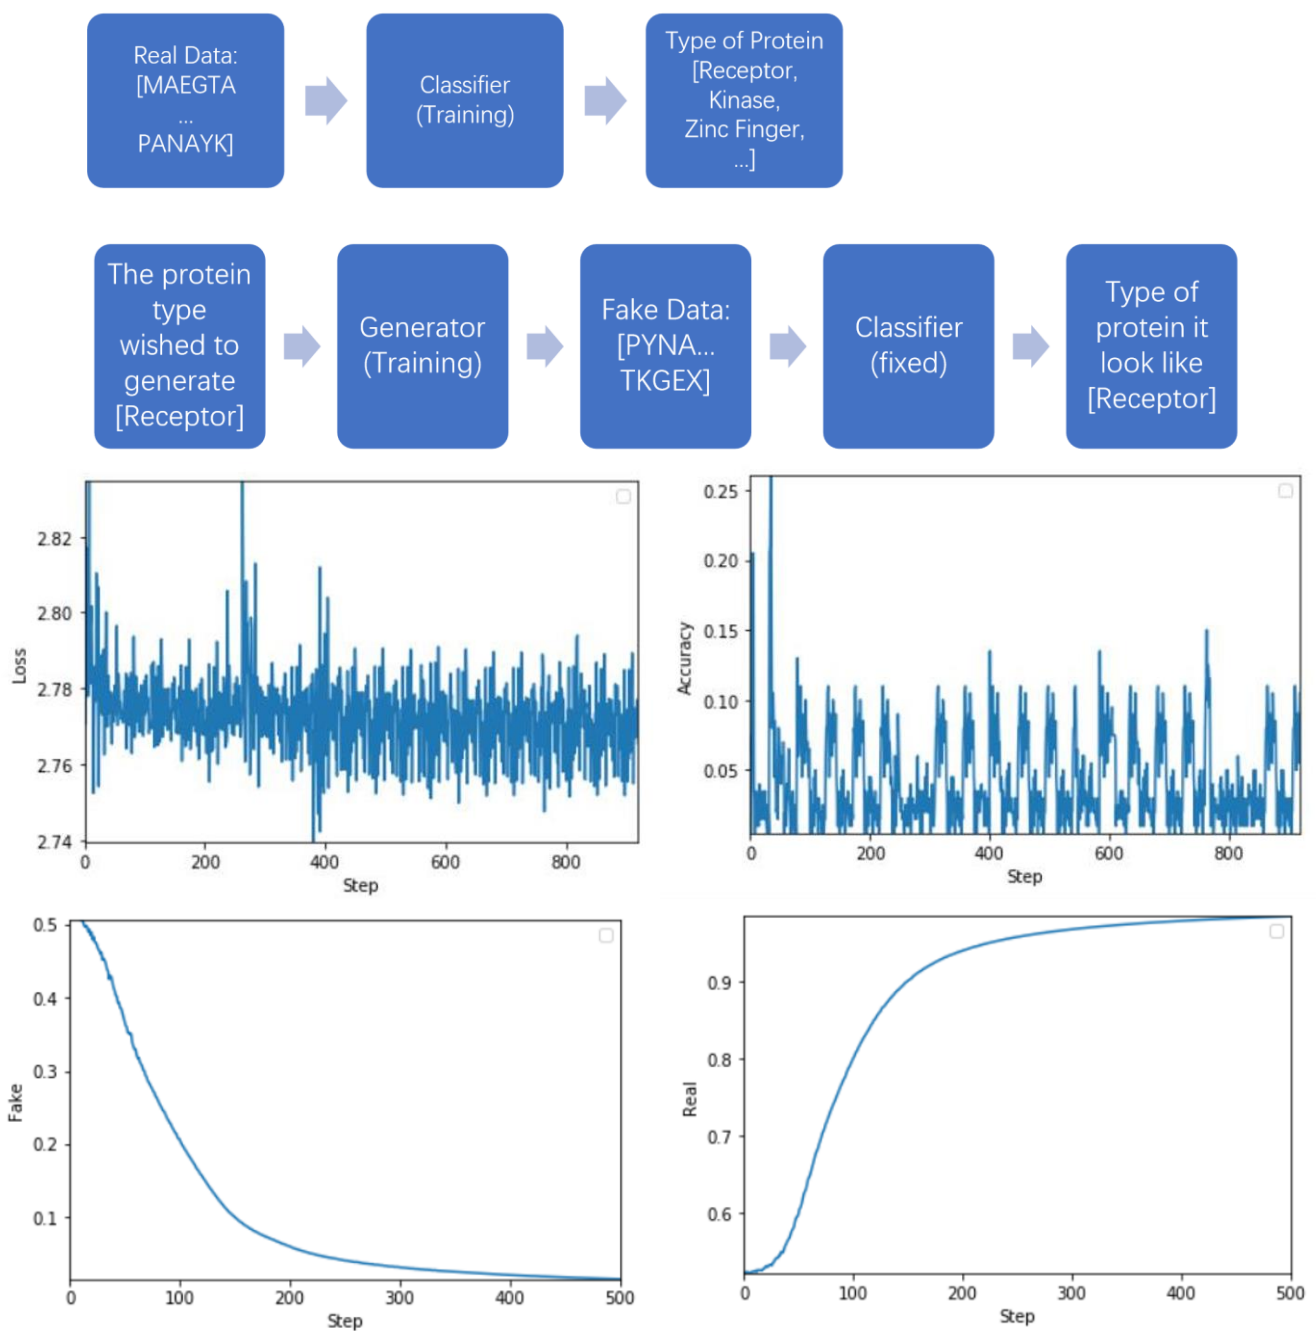 Real Data:
[MAEGTA
...
PANAYK]
Classifier
(Training)
Type of Protein
[Receptor,
Kinase,
Zinc Finger,
...]
The protein
type
wished to
generate
[Receptor]
Generator
(Training)
Fake Data:
[PYNA...
TKGEX]
Classifier
(fixed)
Type of
protein it
look like
[Receptor]
2.82
2.80
2.78
2.76
2.74
Loss
0 200 400 600 800
Step
0.25
0.20
0.15
0.10
0.05
Accuracy
0 200 400 600 800
Step
0.5
0.4
0.3
0.2
0.1
Fake
0 100 200 300 400 500
Step
0.9
0.8
0.7
0.6
Real
0 100 200 300 400 500
Step